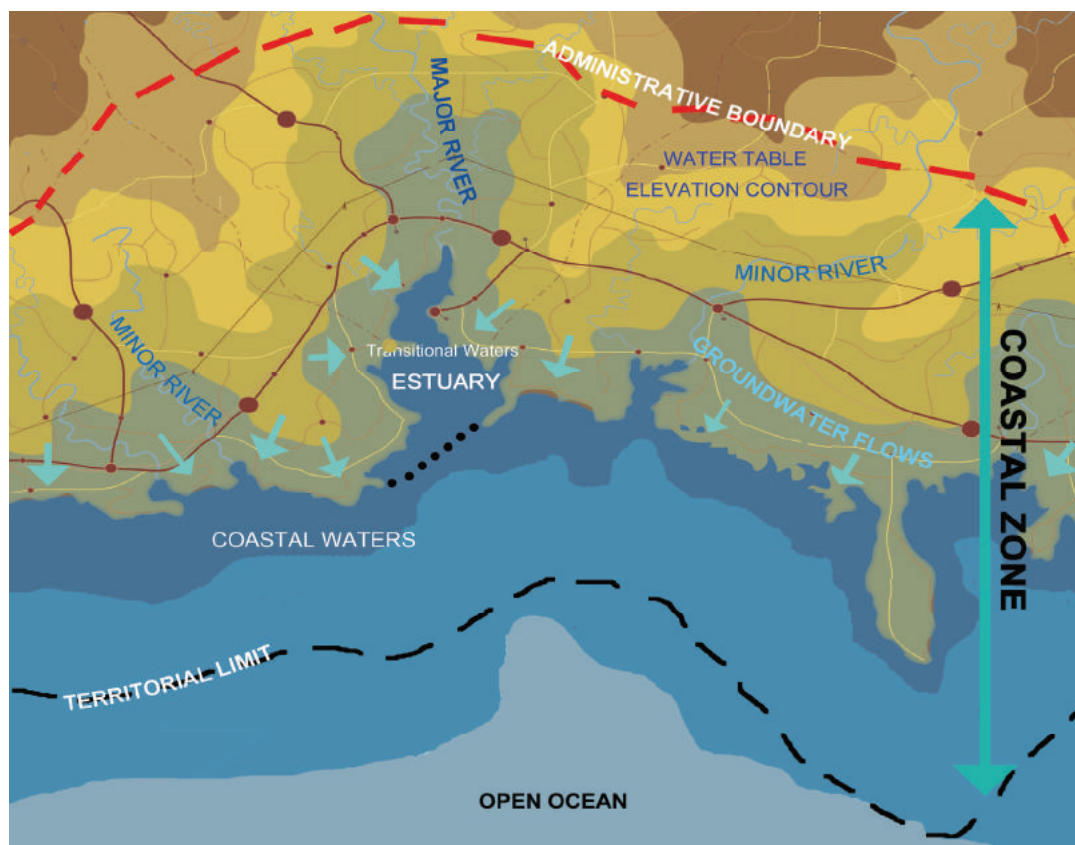 ADMINISTRATIVE BOUNDARY
MAJOR RIVER
WATER TABLE
ELEVATION CONTOUR
MINOR RIVER
MINOR RIVER
Transitional Waters
ESTUARY
GROUNDWATER FLOWS
COASTAL ZONE
COASTAL WATERS
TERRITORIAL LIMIT
OPEN OCEAN